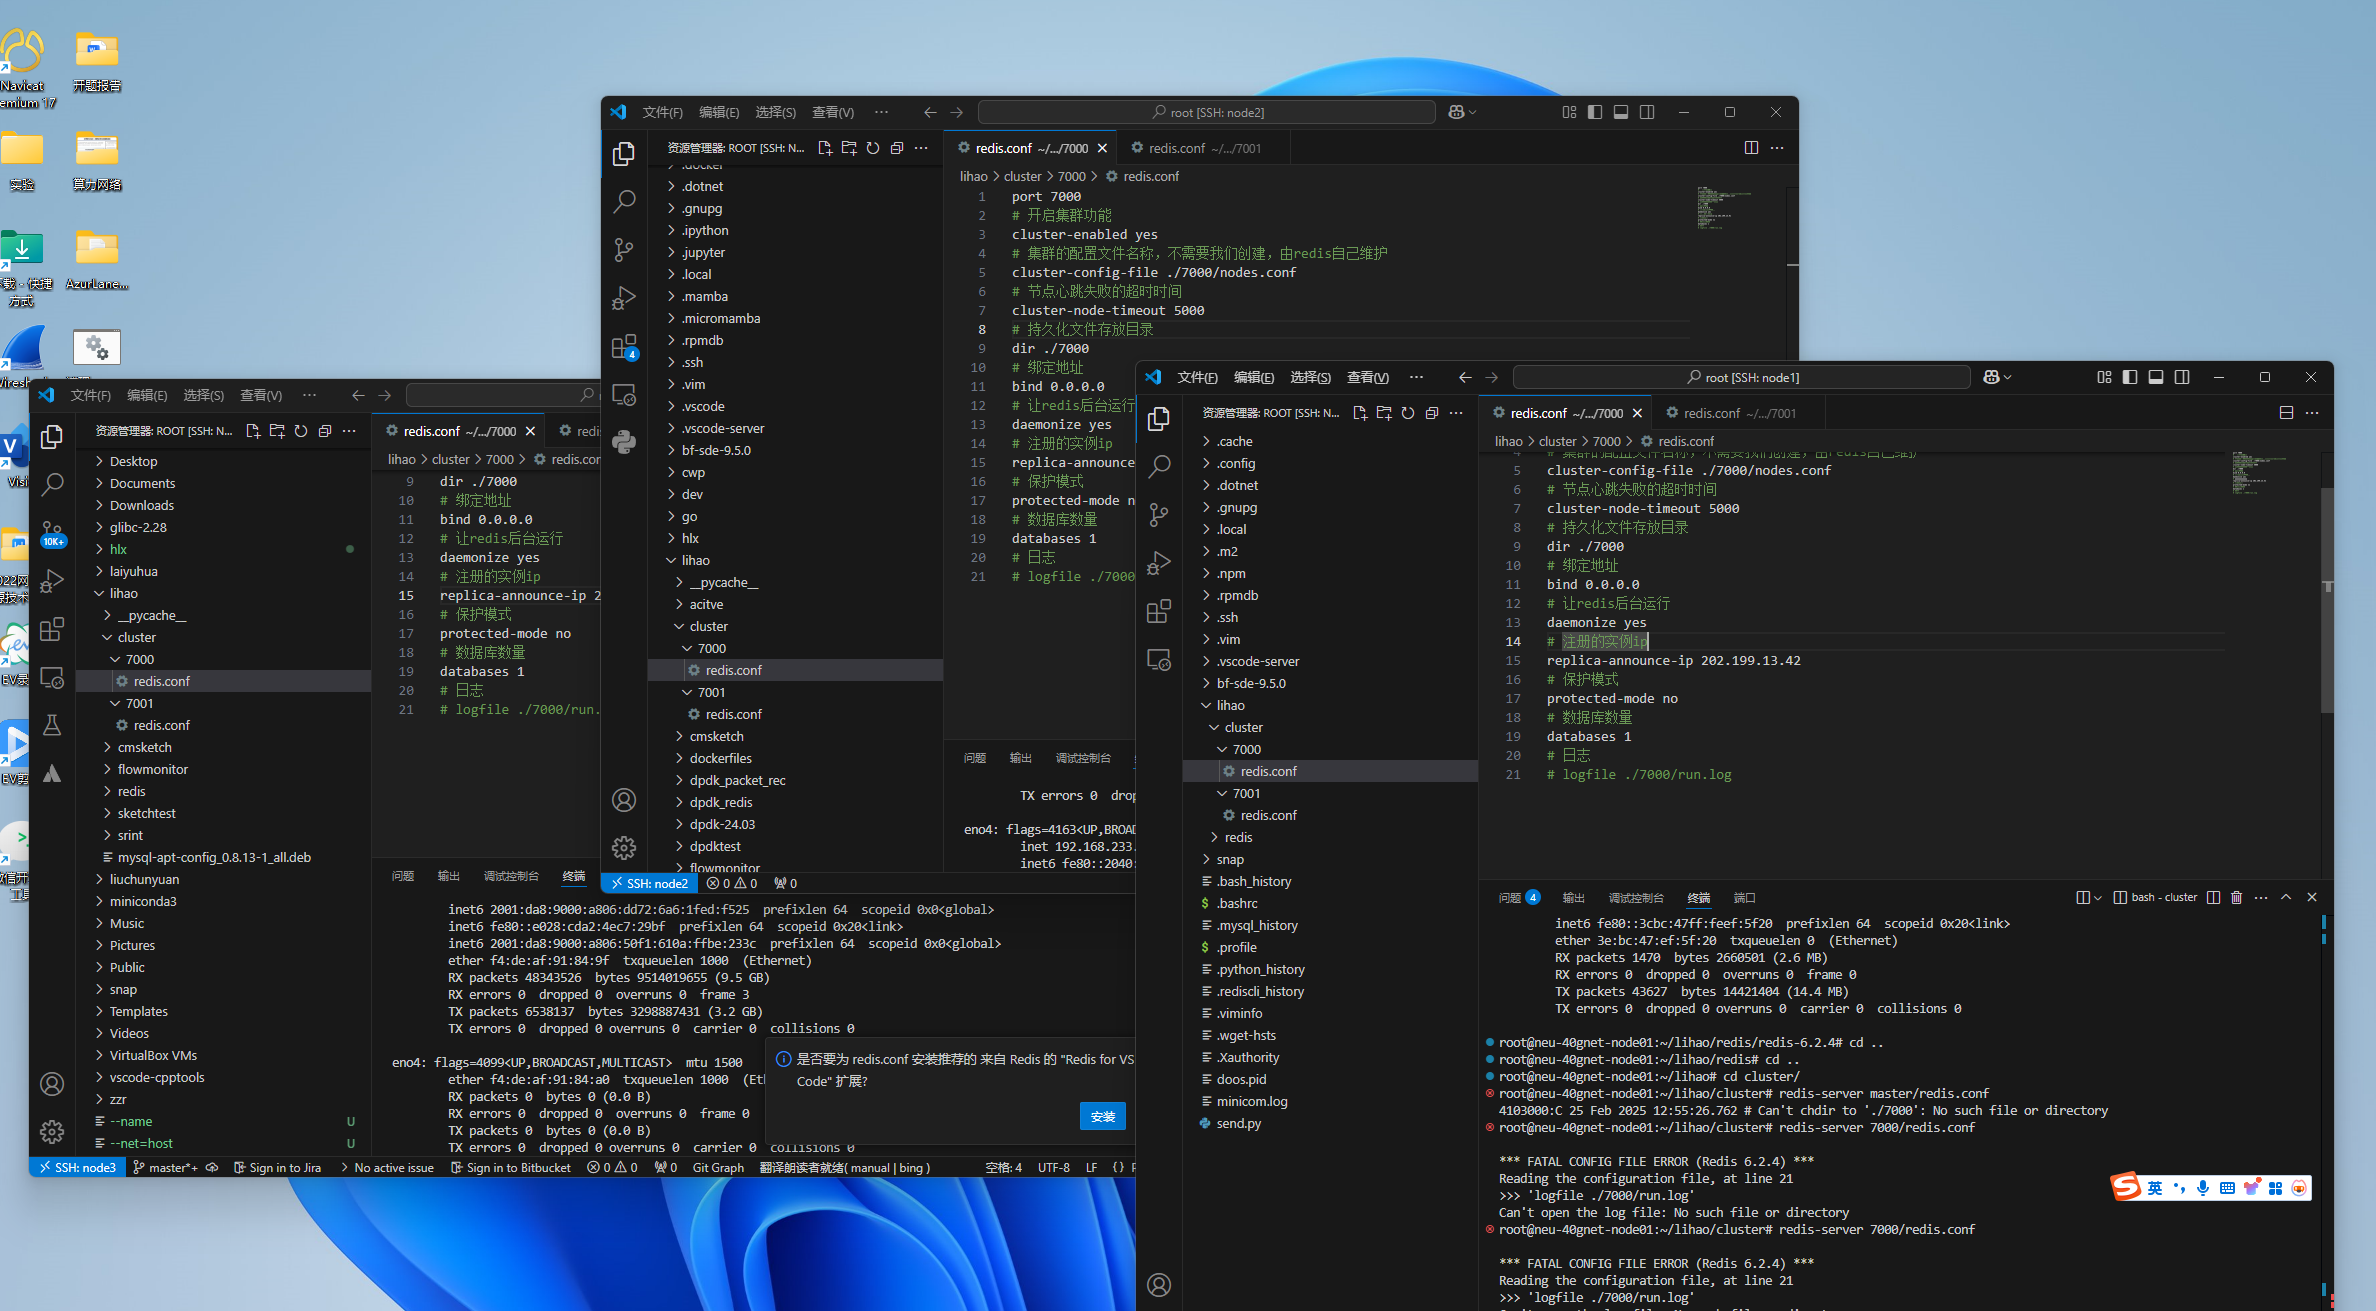 Navicat
emium 17
开题报告
实验
算力网络
载 - 快捷
方式
AzurLane...
文件(F)
编辑(E)
选择(S)
查看(V)
root [SSH: node2]
资源管理器: ROOT [SSH: N...
.docker
.dotnet
.gnupg
.ipython
.jupyter
.local
.mamba
.micromamba
.rpmdb
.ssh
.vim
.vscode
.vscode-server
bf-sde-9.5.0
cwp
dev
go
hlx
lihao
__pycache__
acitve
cluster
7000
redis.conf
7001
redis.conf
cmsketch
dockerfiles
dpdk_packet_rec
dpdk_redis
dpdk-24.03
dpdktest
flowmonitor
4
redis.conf ~/.../7000
redis.conf ~/.../7001
lihao > cluster > 7000 > redis.conf
1 port 7000
2 # 开启集群功能
3 cluster-enabled yes
4 # 集群的配置文件名称，不需要我们创建，由redis自己维护
5 cluster-config-file ./7000/nodes.conf
6 # 节点心跳失败的超时时间
7 cluster-node-timeout 5000
8 # 持久化文件存放目录
9 dir ./7000
10 # 绑定地址
11 bind 0.0.0.0
12 # 让redis后台运行
13 daemonize yes
14 # 注册的实例ip
15 replica-announce
16 # 保护模式
17 protected-mode n
18 # 数据库数量
19 databases 1
20 # 日志
21 # logfile ./7000
问题
输出
调试控制台
TX errors 0 drop
eno4: flags=4163<UP,BROAD
inet 192.168.233.
inet6 fe80::2040:
SSH: node2
0 0
0
文件(F)
编辑(E)
选择(S)
查看(V)
资源管理器: ROOT [SSH: N...
Desktop
Documents
Downloads
glibc-2.28
hlx
laiyuhua
lihao
__pycache__
cluster
7000
redis.conf
7001
redis.conf
cmsketch
flowmonitor
redis
sketchtest
srint
mysql-apt-config_0.8.13-1_all.deb
liuchunyuan
miniconda3
Music
Pictures
Public
snap
Templates
Videos
VirtualBox VMs
vscode-cpptools
zzr
--name U
--net=host U
10K+
redis.conf ~/.../7000
redis
lihao > cluster > 7000 > redis.con
9 dir ./7000
10 # 绑定地址
11 bind 0.0.0.0
12 # 让redis后台运行
13 daemonize yes
14 # 注册的实例ip
15 replica-announce-ip 2
16 # 保护模式
17 protected-mode no
18 # 数据库数量
19 databases 1
20 # 日志
21 # logfile ./7000/run.
问题
输出
调试控制台
终端
inet6 2001:da8:9000:a806:dd72:6a6:1fed:f525 prefixlen 64 scopeid 0x0<global>
inet6 fe80::e028:cda2:4ec7:29bf prefixlen 64 scopeid 0x20<link>
inet6 2001:da8:9000:a806:50f1:610a:ffbe:233c prefixlen 64 scopeid 0x0<global>
ether f4:de:af:91:84:9f txqueuelen 1000 (Ethernet)
RX packets 48343526 bytes 9514019655 (9.5 GB)
RX errors 0 dropped 0 overruns 0 frame 3
TX packets 6538137 bytes 3298887431 (3.2 GB)
TX errors 0 dropped 0 overruns 0 carrier 0 collisions 0
eno4: flags=4099<UP,BROADCAST,MULTICAST> mtu 1500
ether f4:de:af:91:84:a0 txqueuelen 1000 (Et
RX packets 0 bytes 0 (0.0 B)
RX errors 0 dropped 0 overruns 0 frame 0
TX packets 0 bytes 0 (0.0 B)
TX errors 0 dropped 0 overruns 0 carrier 0 collisions 0
是否要为 redis.conf 安装推荐的 来自 Redis 的 "Redis for VS
Code" 扩展?
安装
SSH: node3
master*+
Sign in to Jira
No active issue
Sign in to Bitbucket
0 0
0
Git Graph
翻译朗读者就绪( manual | bing )
空格: 4
UTF-8
LF
{ }
文件(F)
编辑(E)
选择(S)
查看(V)
root [SSH: node1]
资源管理器: ROOT [SSH: N...
.cache
.config
.dotnet
.gnupg
.local
.m2
.npm
.rpmdb
.ssh
.vim
.vscode-server
bf-sde-9.5.0
lihao
cluster
7000
redis.conf
7001
redis.conf
redis
snap
.bash_history
$ .bashrc
.mysql_history
$ .profile
.python_history
.rediscli_history
.viminfo
.wget-hsts
.Xauthority
doos.pid
minicom.log
send.py
redis.conf ~/.../7000
redis.conf ~/.../7001
lihao > cluster > 7000 > redis.conf
4 # 集群的配置文件名称，不需要我们创建，由redis自己维护
5 cluster-config-file ./7000/nodes.conf
6 # 节点心跳失败的超时时间
7 cluster-node-timeout 5000
8 # 持久化文件存放目录
9 dir ./7000
10 # 绑定地址
11 bind 0.0.0.0
12 # 让redis后台运行
13 daemonize yes
14 # 注册的实例ip
15 replica-announce-ip 202.199.13.42
16 # 保护模式
17 protected-mode no
18 # 数据库数量
19 databases 1
20 # 日志
21 # logfile ./7000/run.log
问题 4
输出
调试控制台
终端
端口
bash - cluster
inet6 fe80::3cbc:47ff:feef:5f20 prefixlen 64 scopeid 0x20<link>
ether 3e:bc:47:ef:5f:20 txqueuelen 0 (Ethernet)
RX packets 1470 bytes 2660501 (2.6 MB)
RX errors 0 dropped 0 overruns 0 frame 0
TX packets 43627 bytes 14421404 (14.4 MB)
TX errors 0 dropped 0 overruns 0 carrier 0 collisions 0
root@neu-40gnet-node01:~/lihao/redis/redis-6.2.4# cd ..
root@neu-40gnet-node01:~/lihao/redis# cd ..
root@neu-40gnet-node01:~/lihao# cd cluster/
root@neu-40gnet-node01:~/lihao/cluster# redis-server master/redis.conf
4103000:C 25 Feb 2025 12:55:26.762 # Can't chdir to './7000': No such file or directory
root@neu-40gnet-node01:~/lihao/cluster# redis-server 7000/redis.conf
*** FATAL CONFIG FILE ERROR (Redis 6.2.4) ***
Reading the configuration file, at line 21
>>> 'logfile ./7000/run.log'
Can't open the log file: No such file or directory
root@neu-40gnet-node01:~/lihao/cluster# redis-server 7000/redis.conf
*** FATAL CONFIG FILE ERROR (Redis 6.2.4) ***
Reading the configuration file, at line 21
>>> 'logfile ./7000/run.log'
英